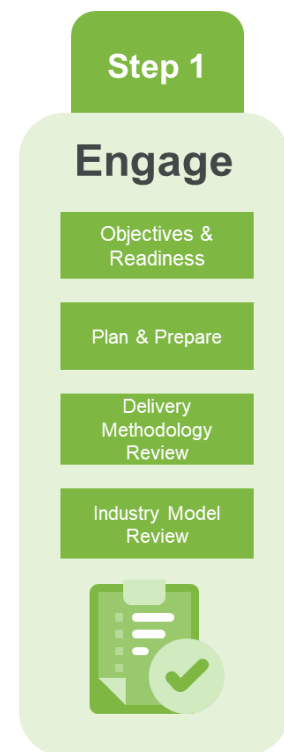 Step 1
Engage
Objectives &
Readiness
Plan & Prepare
Delivery
Methodology
Review
Industry Model
Review